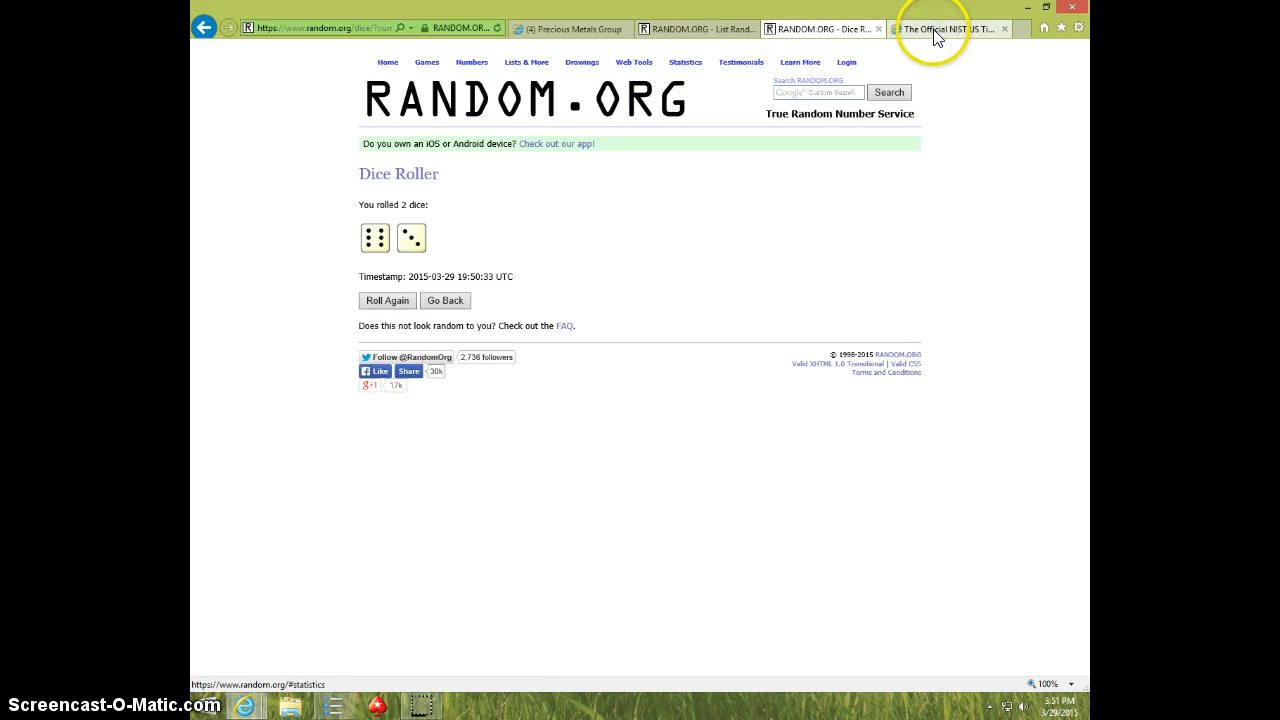 https://www.random.org/dice/?num
RANDOM.OR...
(4) Precious Metals Group
RANDOM.ORG - List Rand...
RANDOM.ORG - Dice R...
The Official NIST US Ti...
Home Games Numbers Lists & More Drawings Web Tools Statistics Testimonials Learn More Login
RANDOM.ORG
Search RANDOM.ORG
Google™ Custom Search
Search
True Random Number Service
Do you own an iOS or Android device? Check out our app!
Dice Roller
You rolled 2 dice:
Timestamp: 2015-03-29 19:50:33 UTC
Roll Again Go Back
Does this not look random to you? Check out the FAQ.
Follow @RandomOrg 2,736 followers
Like Share 30k
g+1 17k
© 1998-2015 RANDOM.ORG
Valid XHTML 1.0 Transitional | Valid CSS
Terms and Conditions
https://www.random.org/#statistics
100%
3:51 PM
3/29/2015
Screencast-O-Matic.com